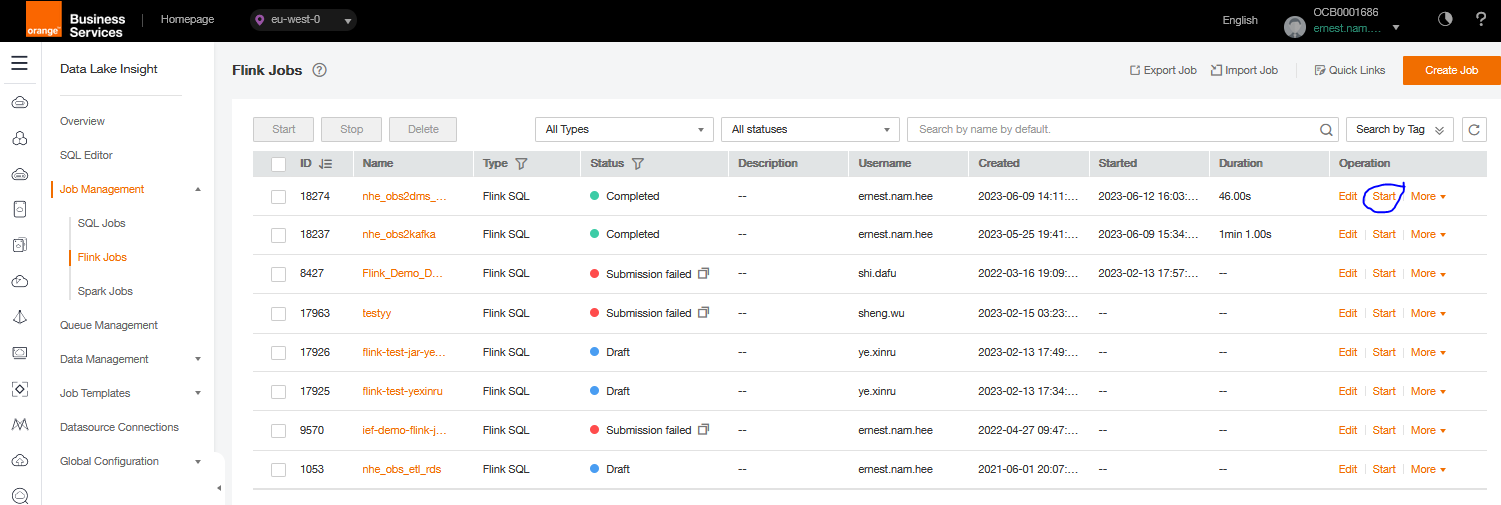 orange™ Business Services
Homepage
eu-west-0
English
OCB0001686
ernest.nam....
?
Data Lake Insight
Overview
SQL Editor
Job Management
SQL Jobs
Flink Jobs
Spark Jobs
Queue Management
Data Management
Job Templates
Datasource Connections
Global Configuration
Flink Jobs ?
Export Job Import Job Quick Links Create Job
Start Stop Delete All Types All statuses Search by name by default. Search by Tag
ID Name Type Status Description Username Created Started Duration Operation
18274 nhe_obs2dms_... Flink SQL Completed -- ernest.nam.hee 2023-06-09 14:11:... 2023-06-12 16:03:... 46.00s Edit Start More
18237 nhe_obs2kafka Flink SQL Completed -- ernest.nam.hee 2023-05-25 19:41:... 2023-06-09 15:34:... 1min 1.00s Edit Start More
8427 Flink_Demo_D... Flink SQL Submission failed -- shi.dafu 2022-03-16 19:09:... 2023-02-13 17:57:... -- Edit Start More
17963 testyy Flink SQL Submission failed -- sheng.wu 2023-02-15 03:23:... -- -- Edit Start More
17926 flink-test-jar-ye... Flink SQL Draft -- ye.xinru 2023-02-13 17:49:... -- -- Edit Start More
17925 flink-test-yexinru Flink SQL Draft -- ye.xinru 2023-02-13 17:34:... -- -- Edit Start More
9570 ief-demo-flink-j... Flink SQL Submission failed -- ernest.nam.hee 2022-04-27 09:47:... -- -- Edit Start More
1053 nhe_obs_etl_rds Flink SQL Draft -- ernest.nam.hee 2021-06-01 20:07:... -- -- Edit Start More